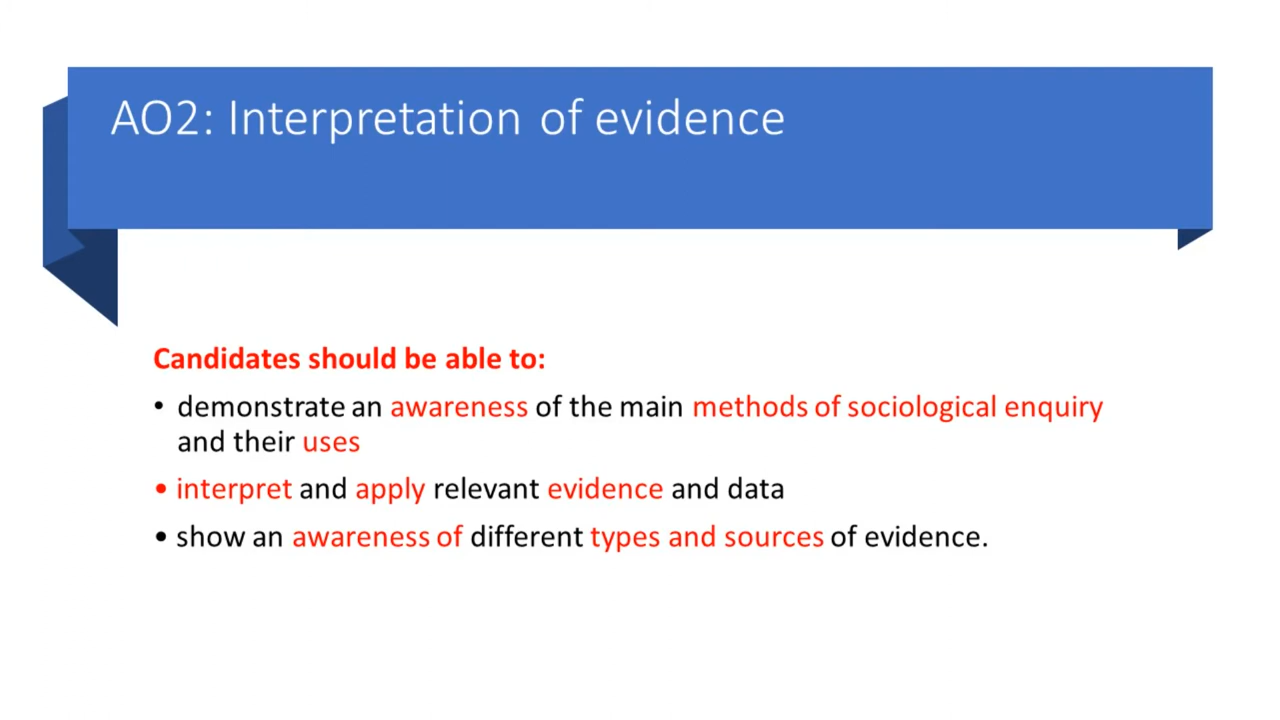 AO2: Interpretation of evidence
Candidates should be able to:
• demonstrate an awareness of the main methods of sociological enquiry
and their uses
• interpret and apply relevant evidence and data
• show an awareness of different types and sources of evidence.